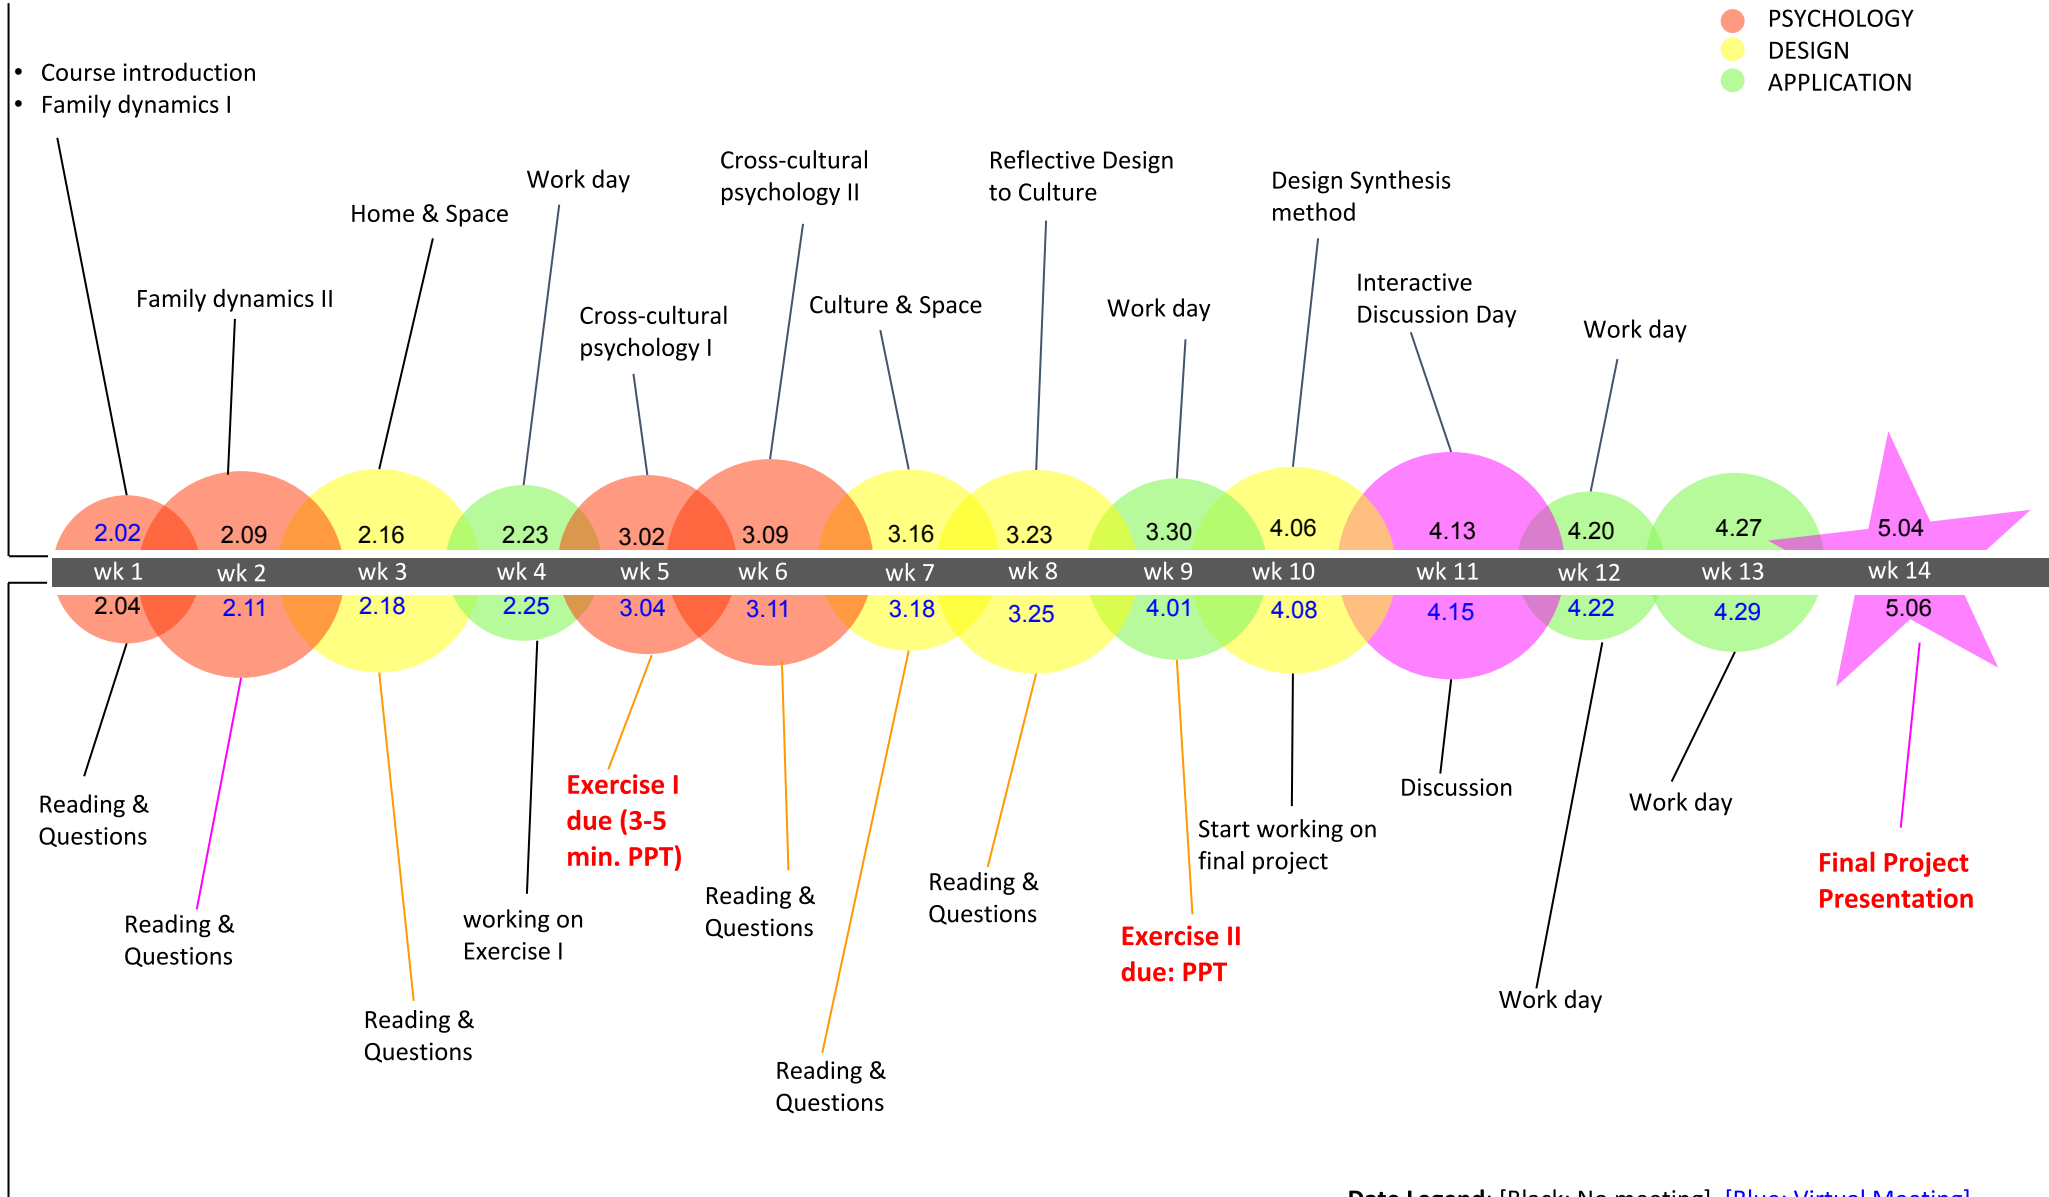 PSYCHOLOGY
DESIGN
APPLICATION
• Course introduction
• Family dynamics I
Family dynamics II
Home & Space
Work day
Cross-cultural
psychology I
Cross-cultural
psychology II
Culture & Space
Reflective Design
to Culture
Work day
Design Synthesis
method
Interactive
Discussion Day
Work day
2.02 2.09 2.16 2.23 3.02 3.09 3.16 3.23 3.30 4.06 4.13 4.20 4.27 5.04
wk 1 wk 2 wk 3 wk 4 wk 5 wk 6 wk 7 wk 8 wk 9 wk 10 wk 11 wk 12 wk 13 wk 14
2.04 2.11 2.18 2.25 3.04 3.11 3.18 3.25 4.01 4.08 4.15 4.22 4.29 5.06
Reading &
Questions
Reading &
Questions
Reading &
Questions
working on
Exercise I
Exercise I
due (3-5
min. PPT)
Reading &
Questions
Reading &
Questions
Reading &
Questions
Exercise II
due: PPT
Start working on
final project
Discussion
Work day
Work day
Final Project
Presentation
Date Legend: [Black: No meeting] [Blue: Virtual Meeting]